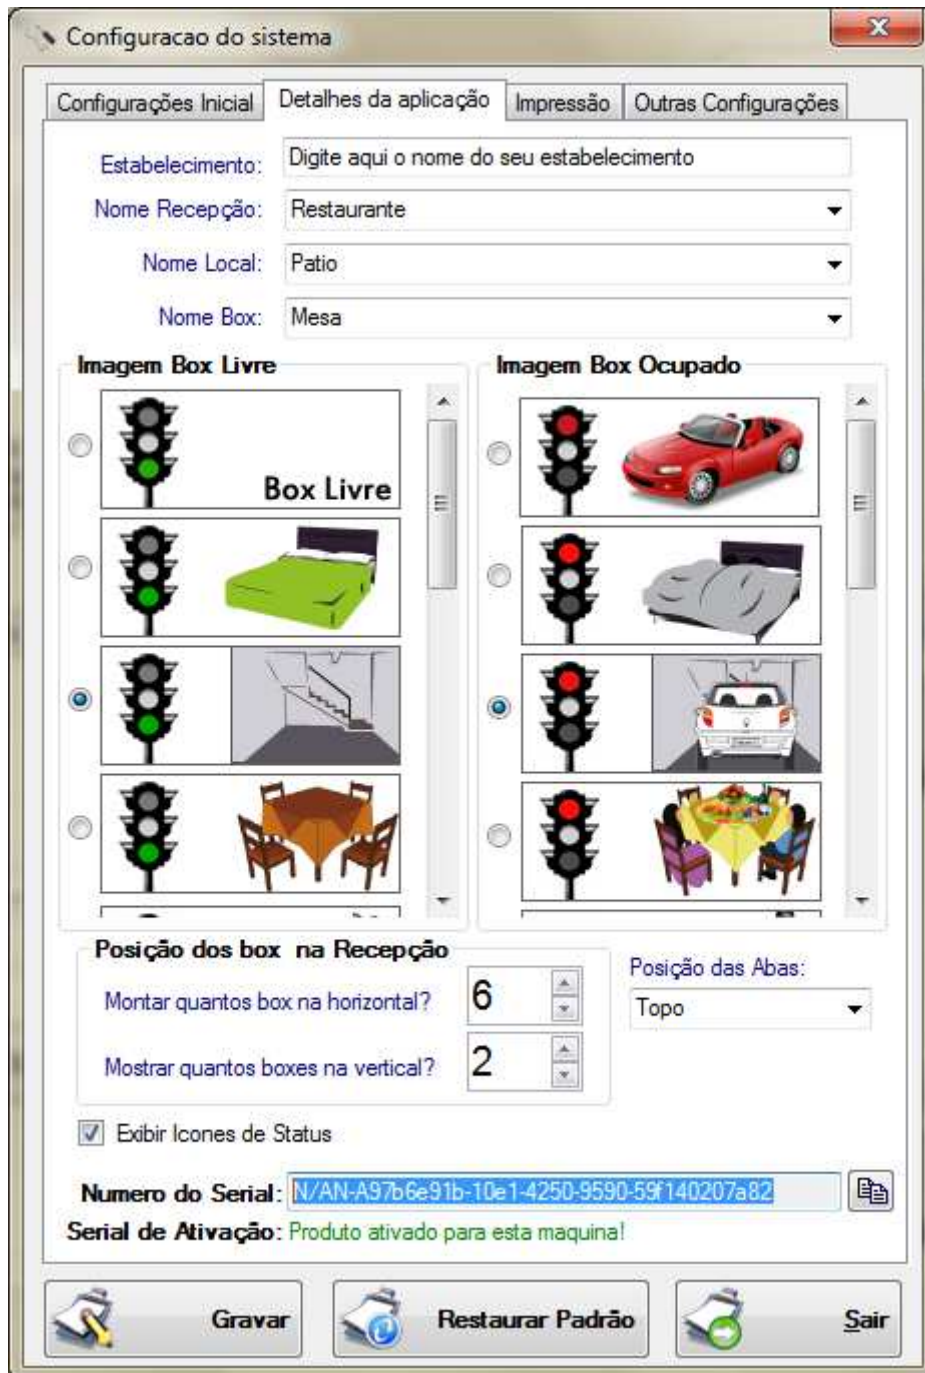 Configuracao do sistema
Configurações Inicial
Detalhes da aplicação
Impressão
Outras Configurações
Estabelecimento: Digite aqui o nome do seu estabelecimento
Nome Recepção: Restaurante
Nome Local: Patio
Nome Box: Mesa
Imagem Box Livre
Box Livre
Imagem Box Ocupado
Posição dos box na Recepção
Montar quantos box na horizontal? 6
Mostrar quantos boxes na vertical? 2
Posição das Abas:
Topo
Exibir Icones de Status
Numero do Serial: N/AN-A97b6e91b-10e1-4250-9590-59f140207a82
Serial de Ativação: Produto ativado para esta maquina!
Gravar
Restaurar Padrão
Sair